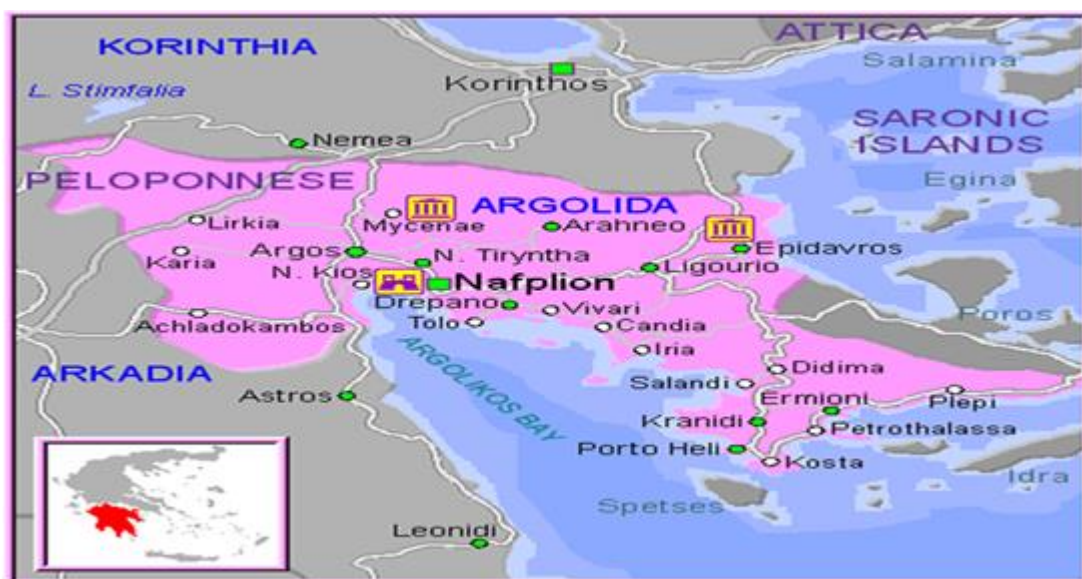 ATTICA
KORINTHIA
Salamina
Korinthos
L. Stimfalia
SARONIC
ISLANDS
Nemea
Egina
PELOPONNESE
ARGOLIDA
Lirkia
Mycenae
Arahneo
Argos
N. Tiryntha
Epidavros
Karia
N. Kios
Ligourio
Nafplion
Drepano
Vivari
Poros
Achladokambos
Tolo
Candia
Iria
ARKADIA
ARGOLIKOS BAY
Didima
Salandi
Astros
Ermioni
Plepi
Kranidi
Petrothalassa
Porto Heli
Kosta
Idra
Spetses
Leonidi